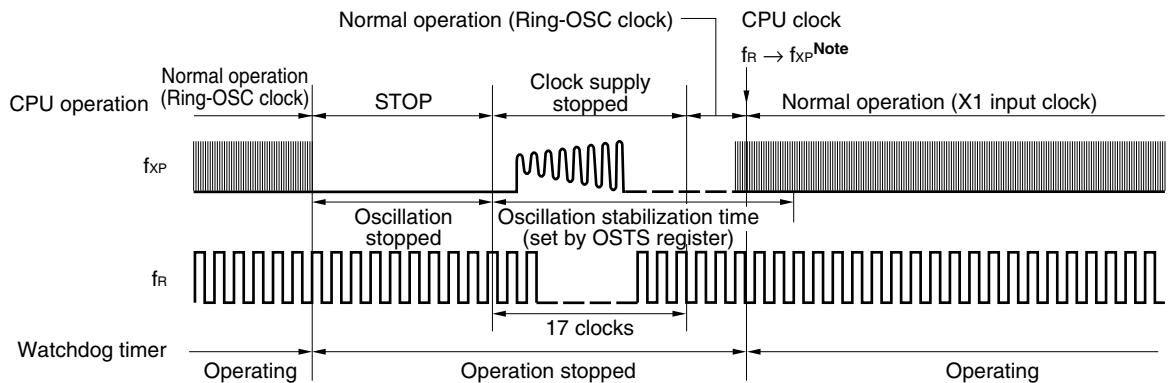 Normal operation (Ring-OSC clock)
CPU clock
fR → fXP Note
Normal operation
(Ring-OSC clock)
CPU operation
STOP
Clock supply
stopped
Normal operation (X1 input clock)
fXP
Oscillation
stopped
Oscillation stabilization time
(set by OSTS register)
fR
17 clocks
Watchdog timer
Operating
Operation stopped
Operating